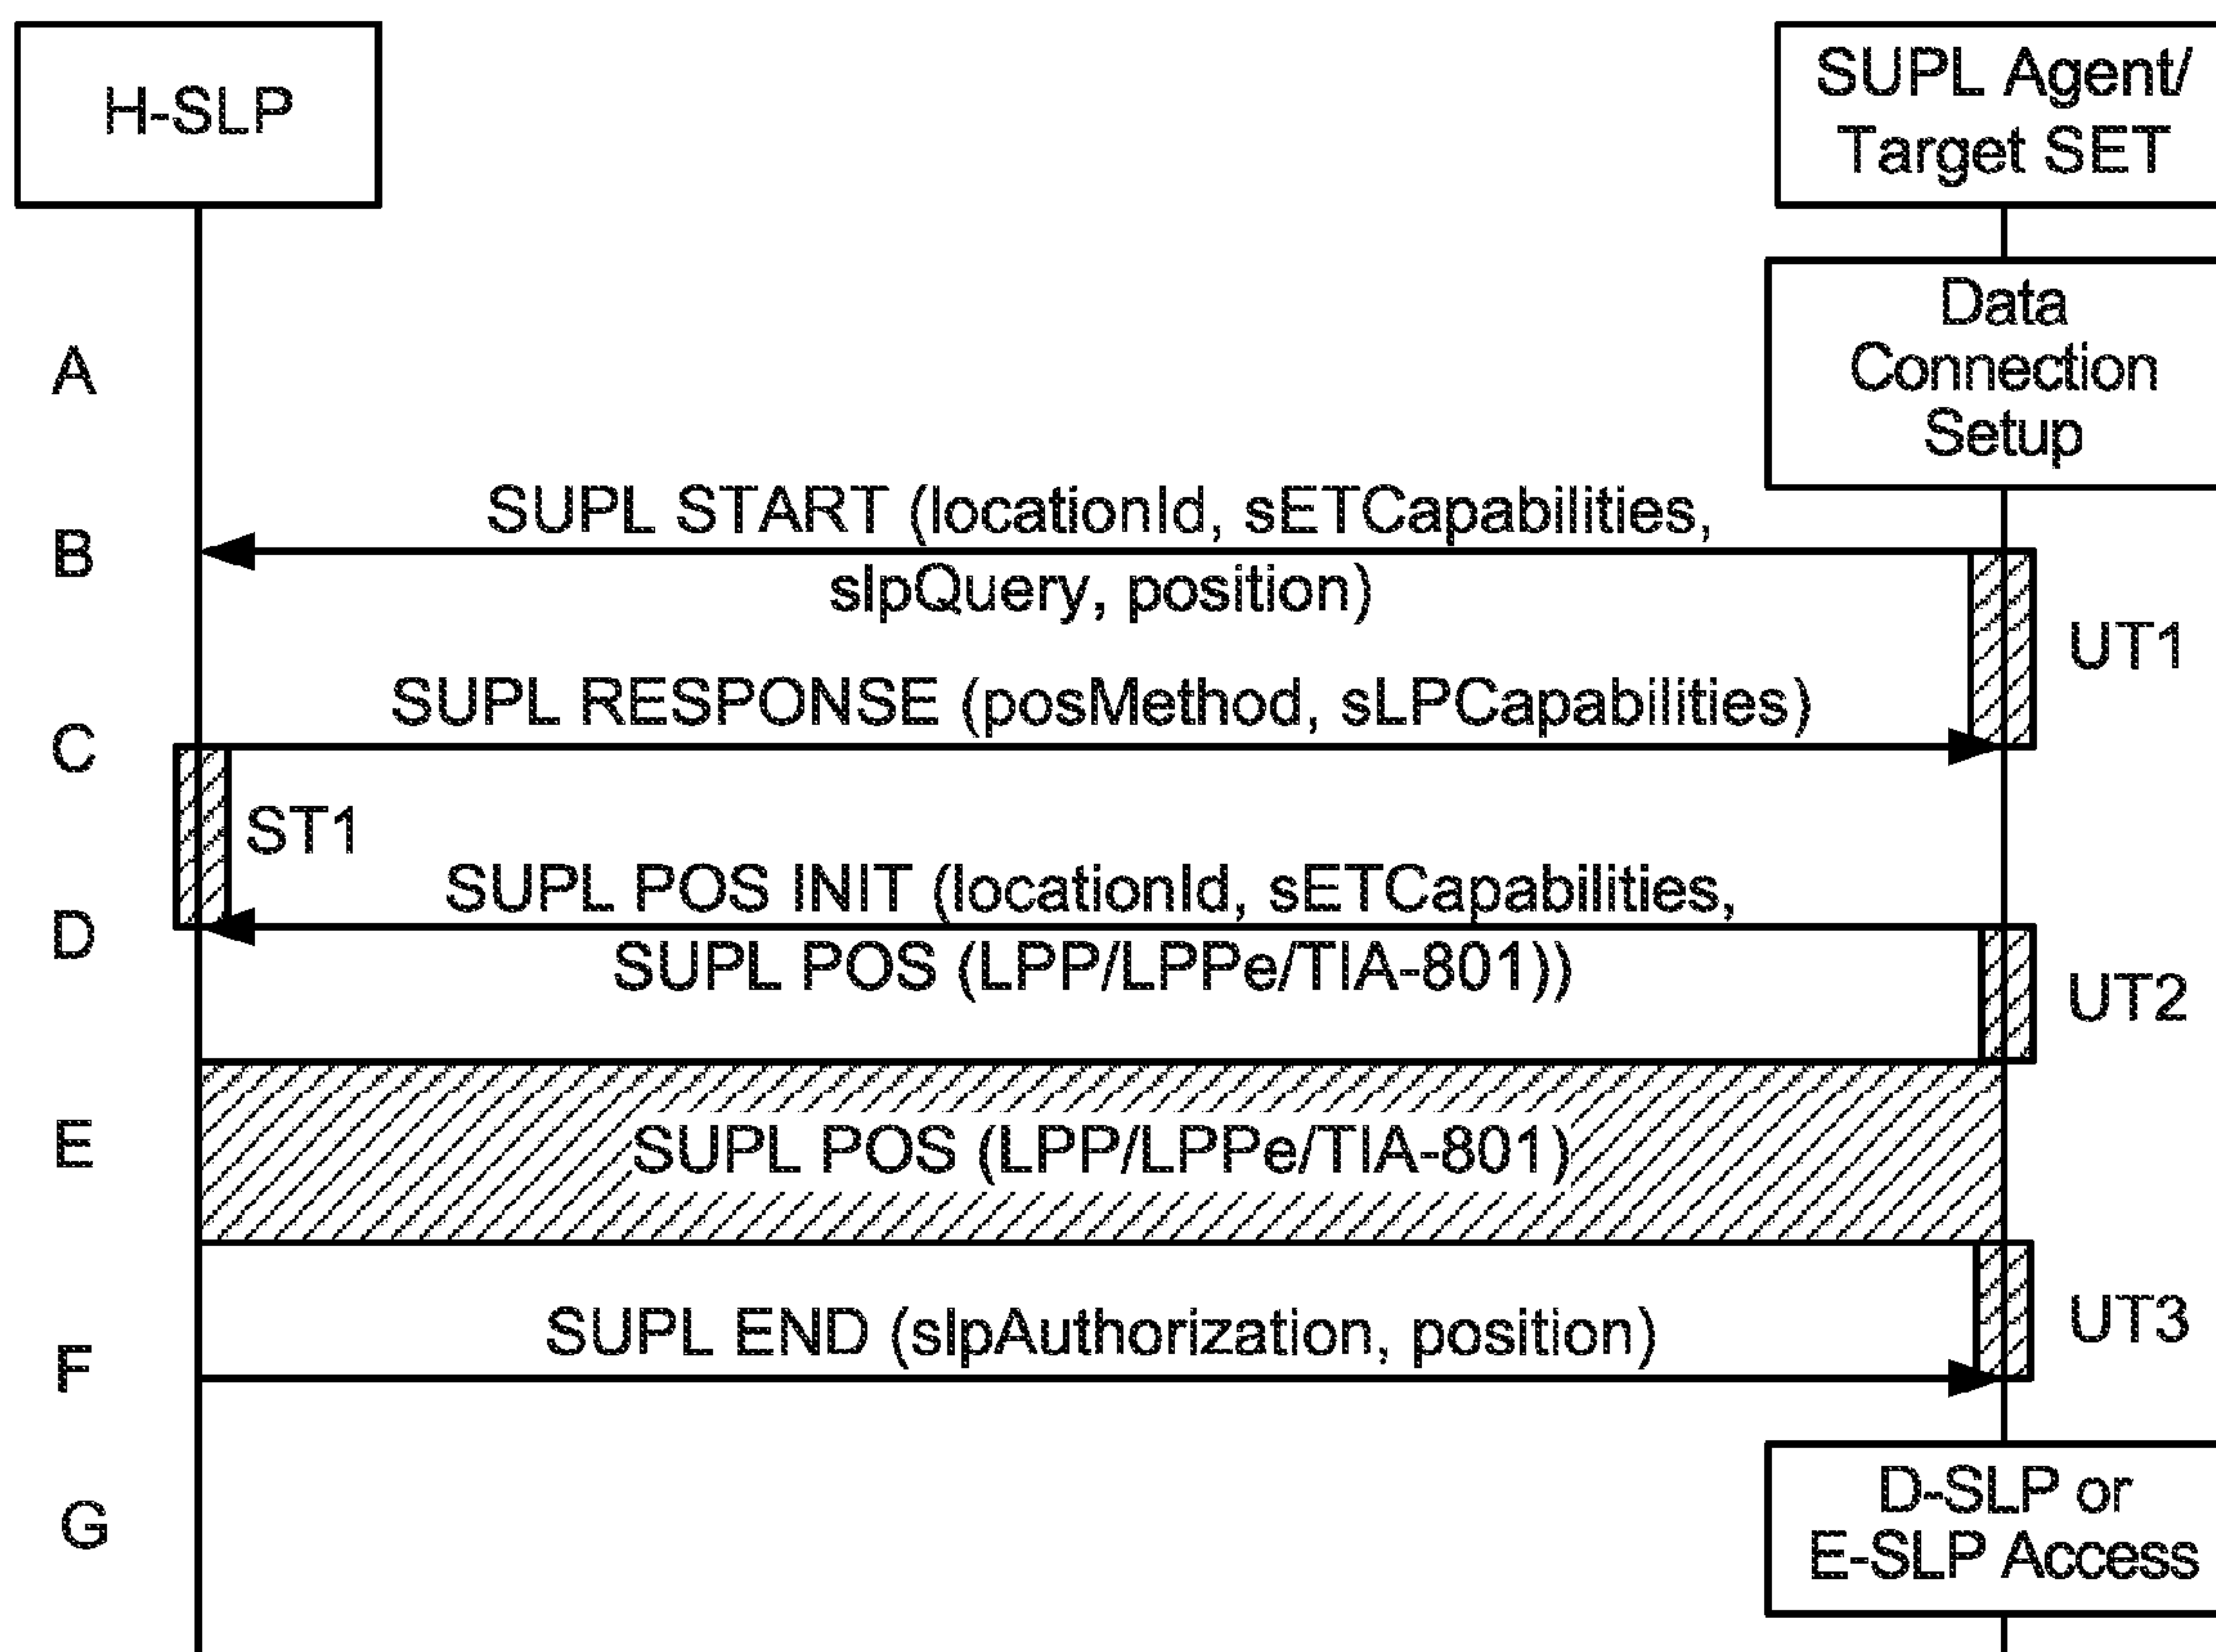 H-SLP
SUPL Agent/
Target SET
Data
Connection
Setup
A
SUPL START (locationId, sETCapabilities,
B
slpQuery, position)
UT1
SUPL RESPONSE (posMethod, sLPCapabilities)
C
ST1
SUPL POS INIT (locationId, sETCapabilities,
D
SUPL POS (LPP/LPPe/TIA-801))
UT2
E
SUPL POS (LPP/LPPe/TIA-801)
SUPL END (slpAuthorization, position)
UT3
F
D-SLP or
E-SLP Access
G